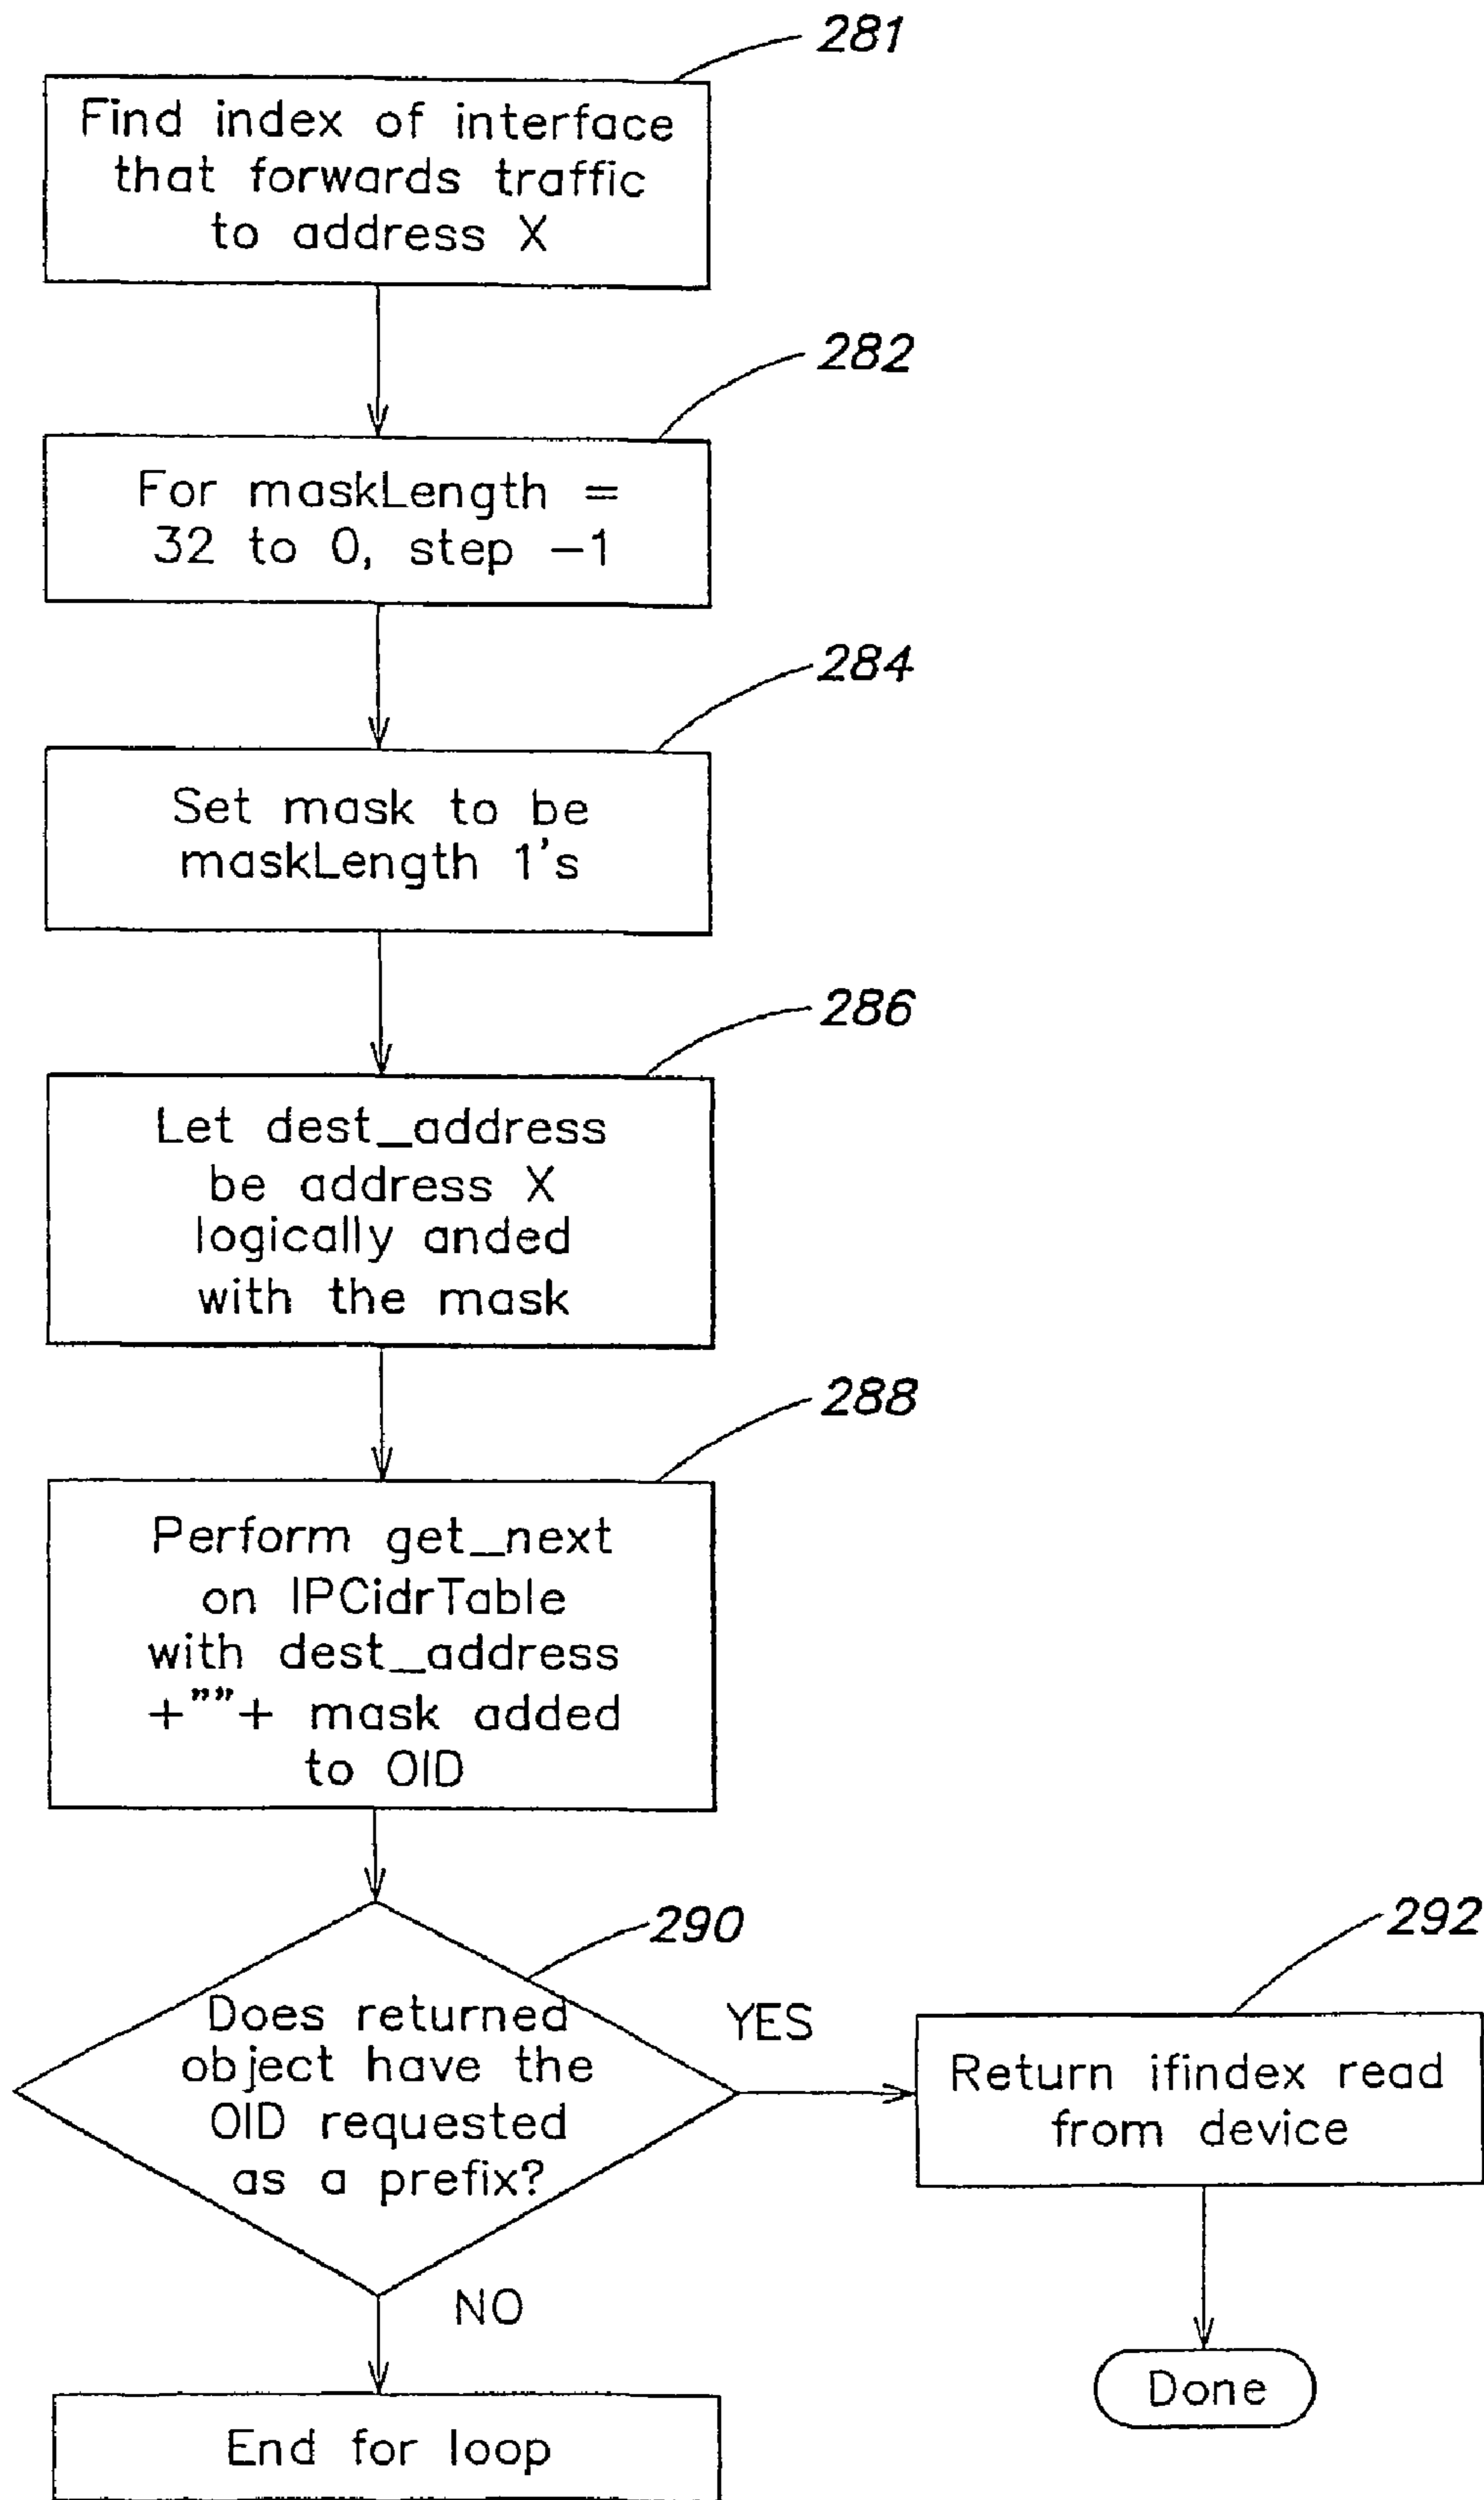 281
Find index of interface
that forwards traffic
to address X
282
For maskLength =
32 to 0, step -1
284
Set mask to be
maskLength 1's
286
Let dest_address
be address X
logically anded
with the mask
288
Perform get_next
on IPCidrTable
with dest_address
+""+ mask added
to OID
290
Does returned
object have the
OID requested
as a prefix?
YES
292
Return ifindex read
from device
NO
Done
End for loop